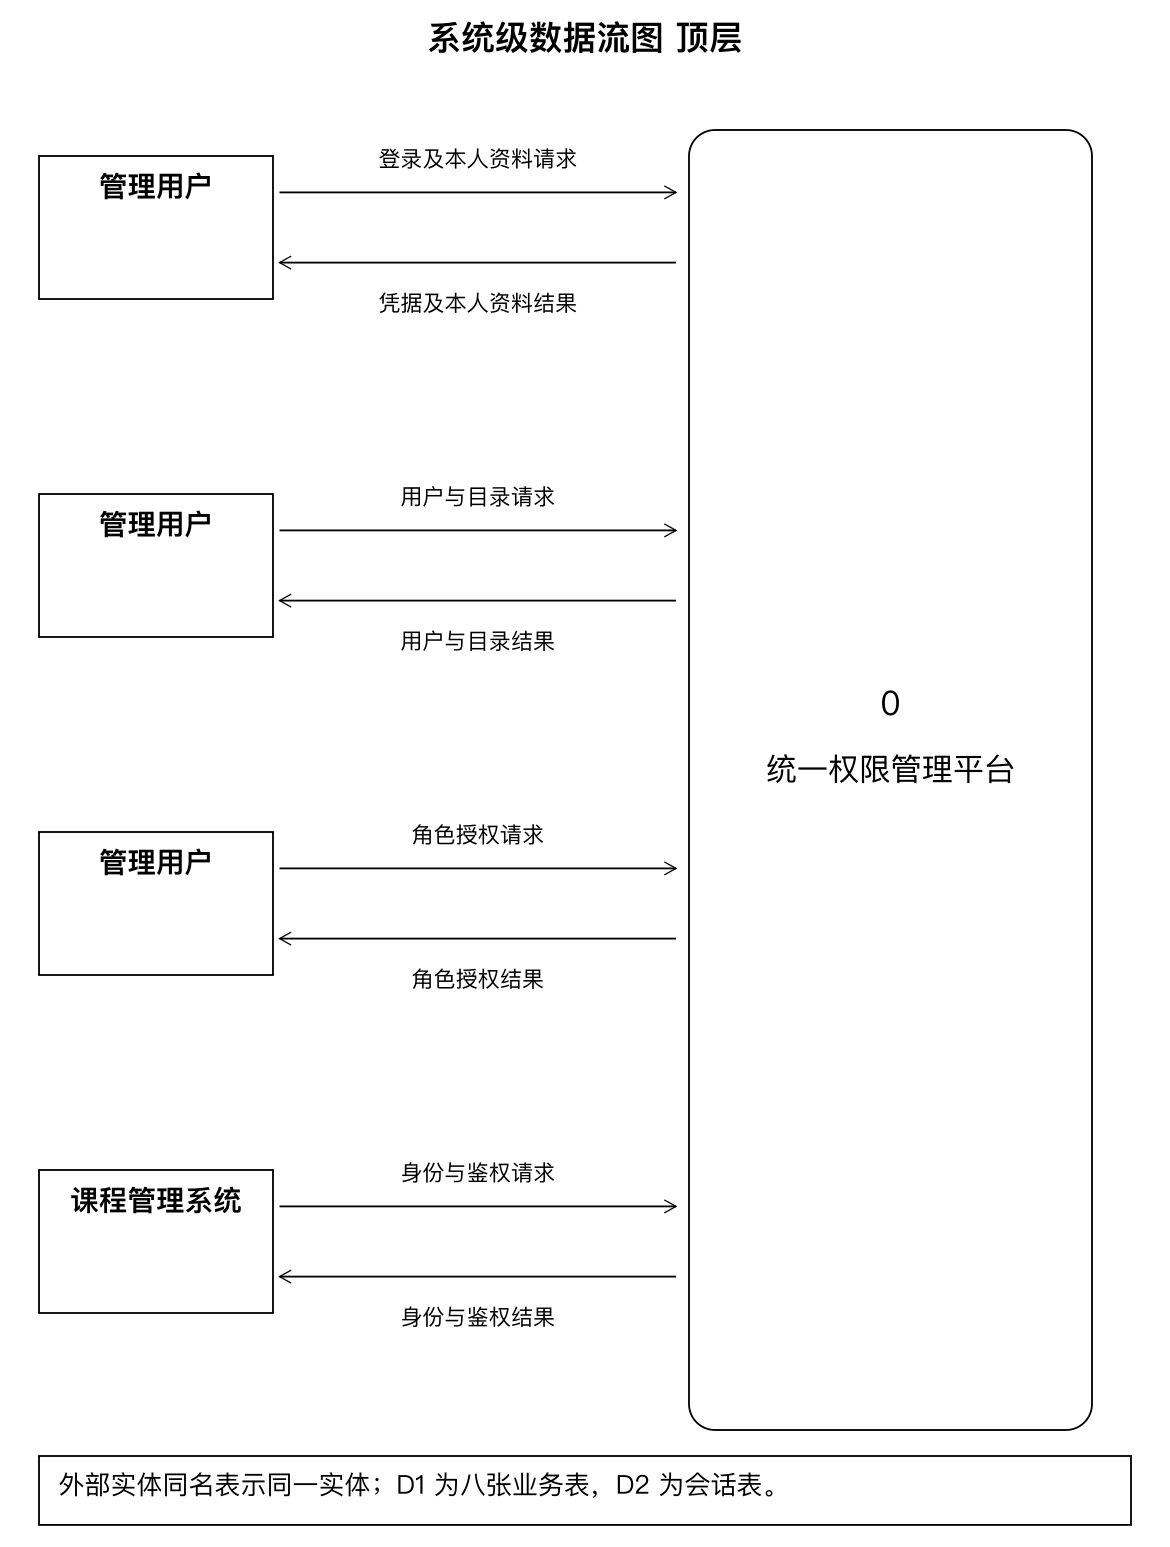 系统级数据流图 顶层
管理用户
登录及本人资料请求
凭据及本人资料结果
管理用户
用户与目录请求
用户与目录结果
0
统一权限管理平台
管理用户
角色授权请求
角色授权结果
课程管理系统
身份与鉴权请求
身份与鉴权结果
外部实体同名表示同一实体；D1 为八张业务表，D2 为会话表。